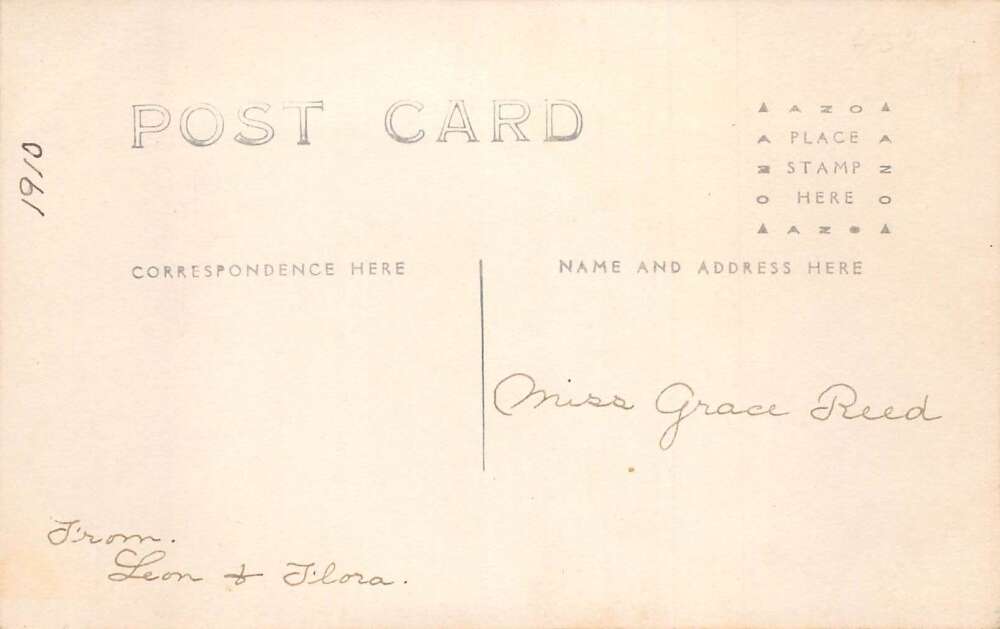 1910
POST CARD
AZO
A PLACE A
Z STAMP Z
O HERE O
AZO
CORRESPONDENCE HERE
NAME AND ADDRESS HERE
Miss Grace Reed
From.
Leon & Flora.